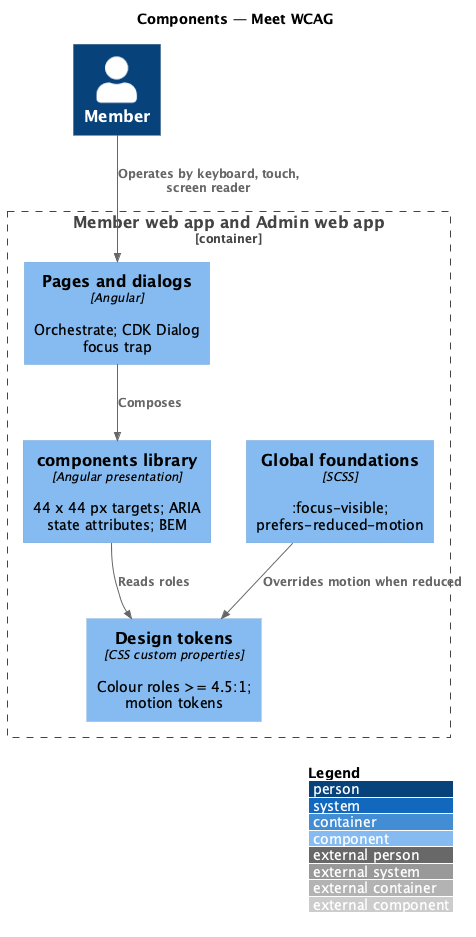 Components — Meet WCAG
Member
Operates by keyboard, touch,
screen reader
Member web app and Admin web app
[container]
Pages and dialogs
[Angular]
Orchestrate; CDK Dialog
focus trap
Composes
components library
[Angular presentation]
44 x 44 px targets; ARIA
state attributes; BEM
Global foundations
[SCSS]
:focus-visible;
prefers-reduced-motion
Reads roles
Overrides motion when reduced
Design tokens
[CSS custom properties]
Colour roles >= 4.5:1;
motion tokens
Legend
person
system
container
component
external person
external system
external container
external component